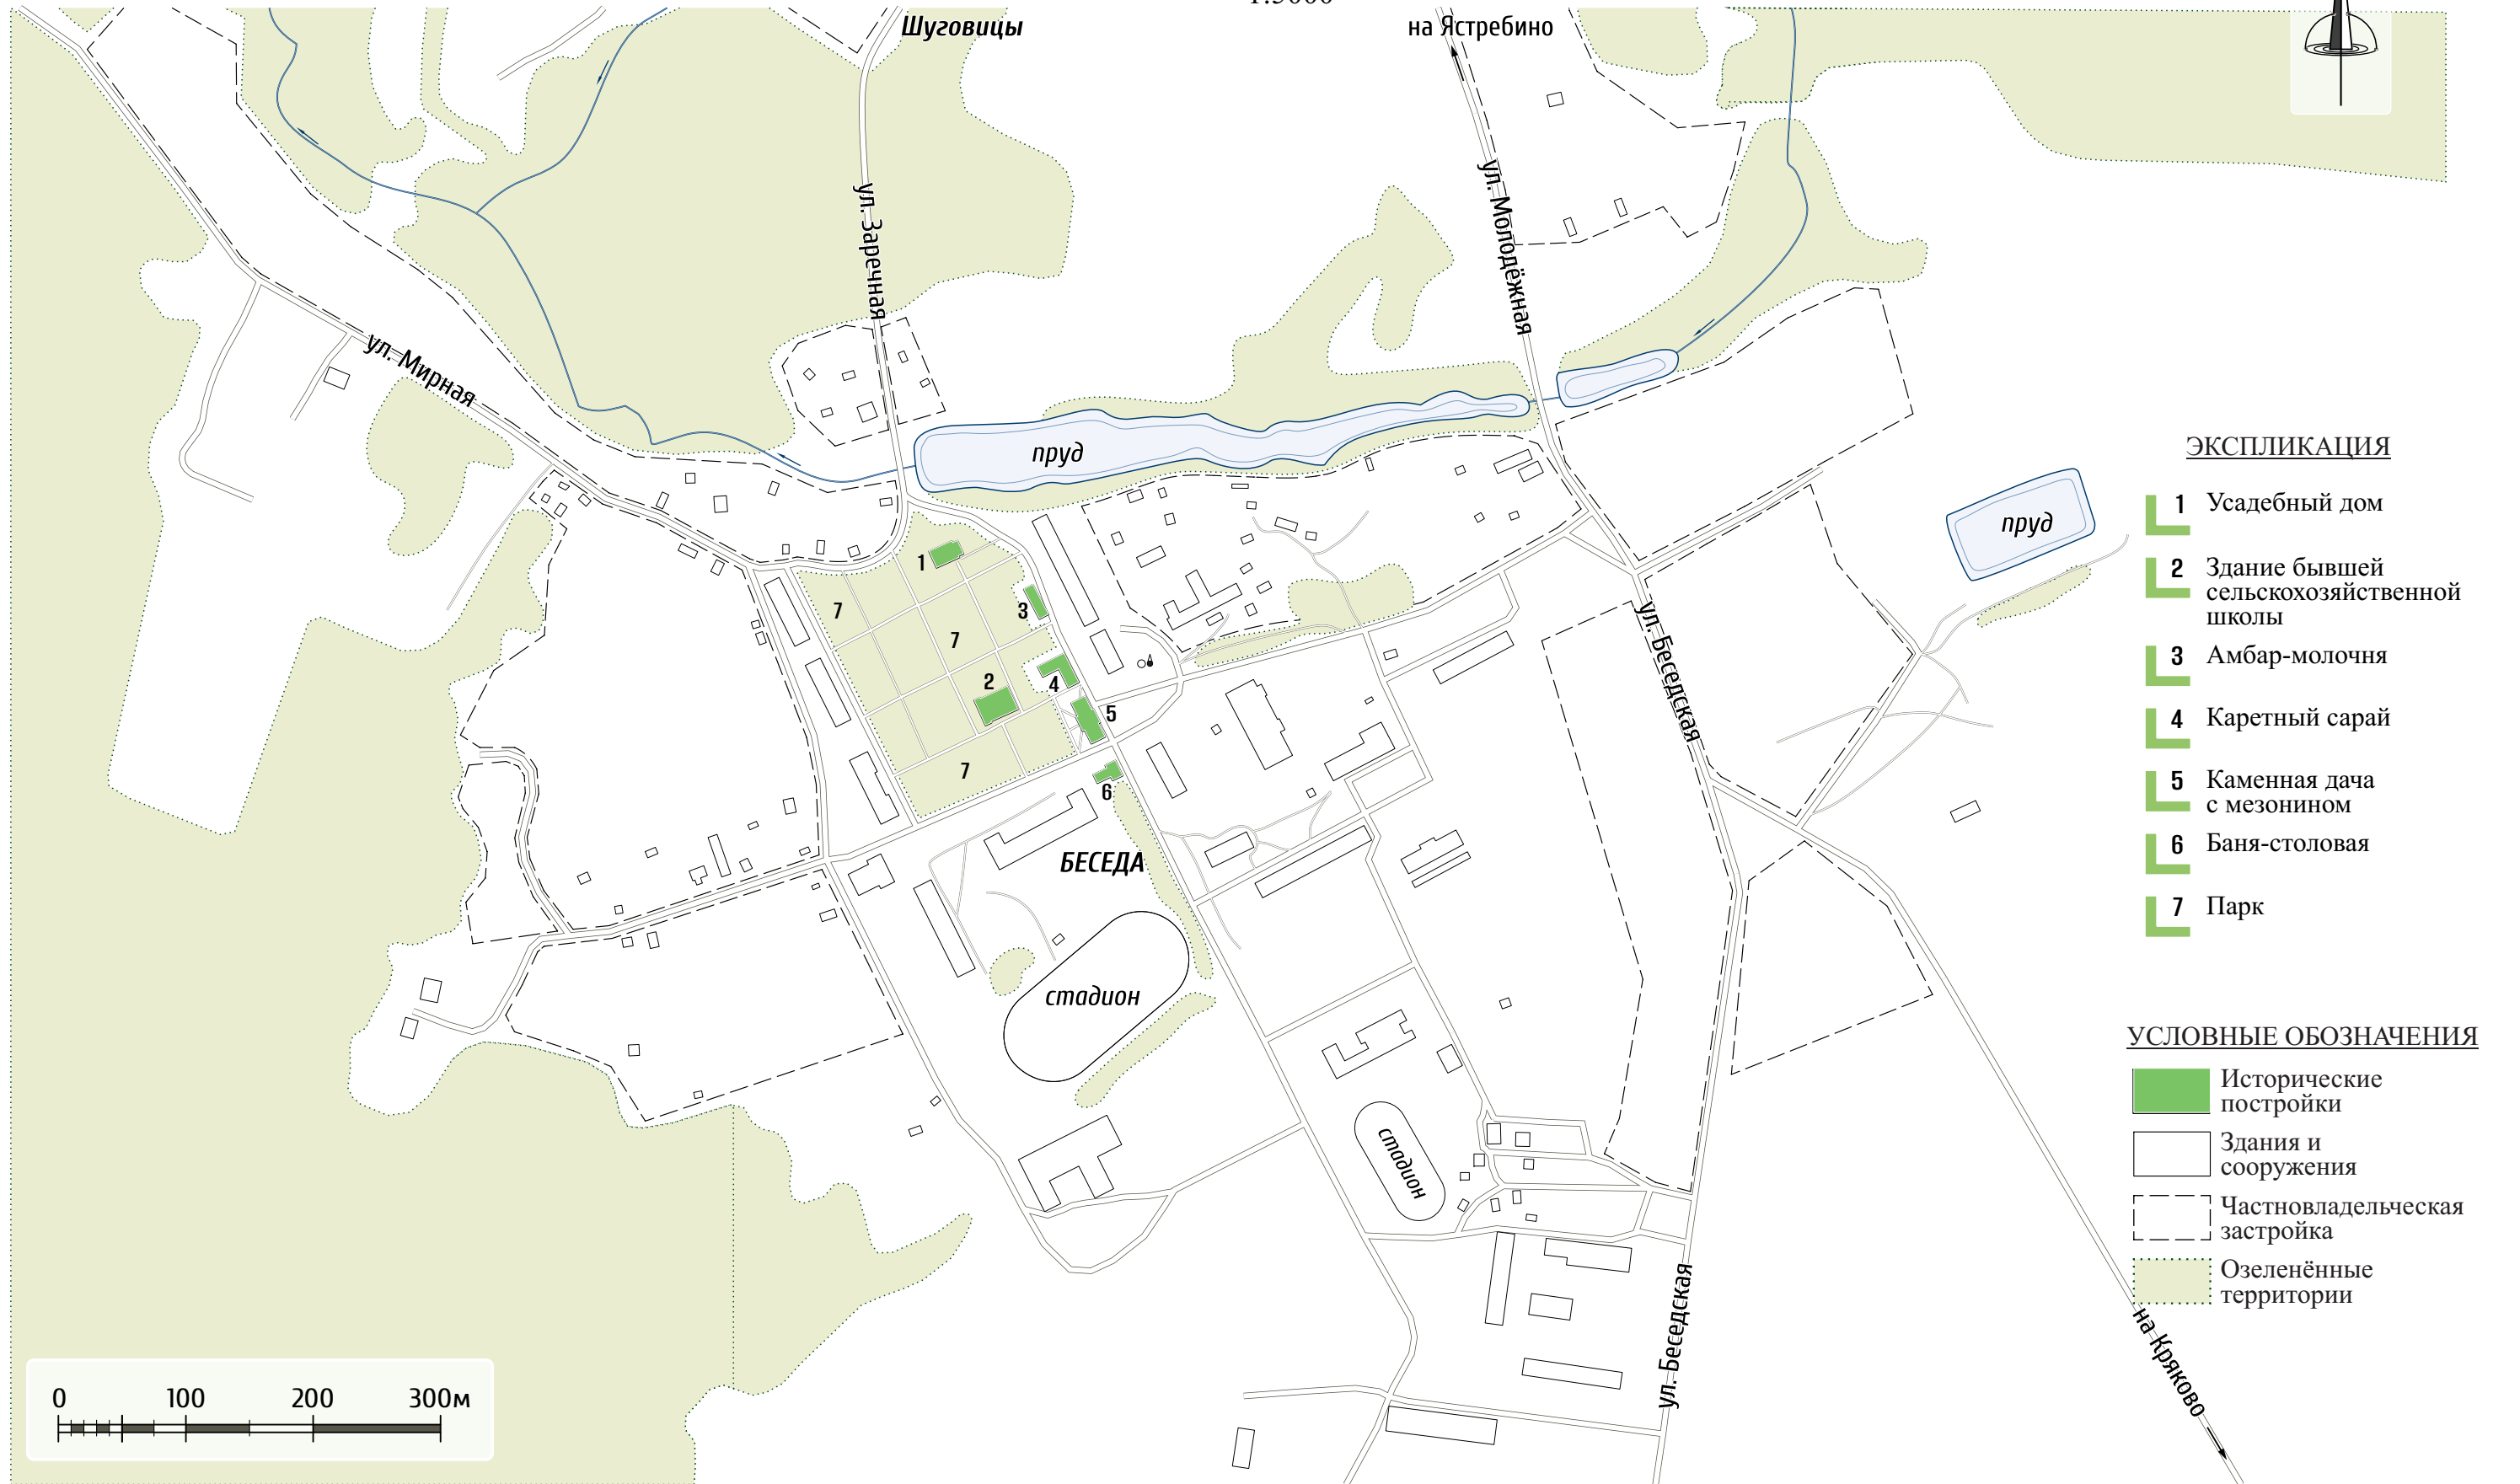 1:5000
Шуговицы
на Ястребино
ул. Заречная
ул. Молодёжная
ул. Мирная
пруд
пруд
1
3
7
7
2
4
5
7
6
БЕСЕДА
стадион
стадион
ул. Беседская
ул. Беседская
на Кряково
ЭКСПЛИКАЦИЯ
1 Усадебный дом
2 Здание бывшей
сельскохозяйственной
школы
3 Амбар-молочня
4 Каретный сарай
5 Каменная дача
с мезонином
6 Баня-столовая
7 Парк
УСЛОВНЫЕ ОБОЗНАЧЕНИЯ
Исторические
постройки
Здания и
сооружения
Частновладельческая
застройка
Озеленённые
территории
0 100 200 300м